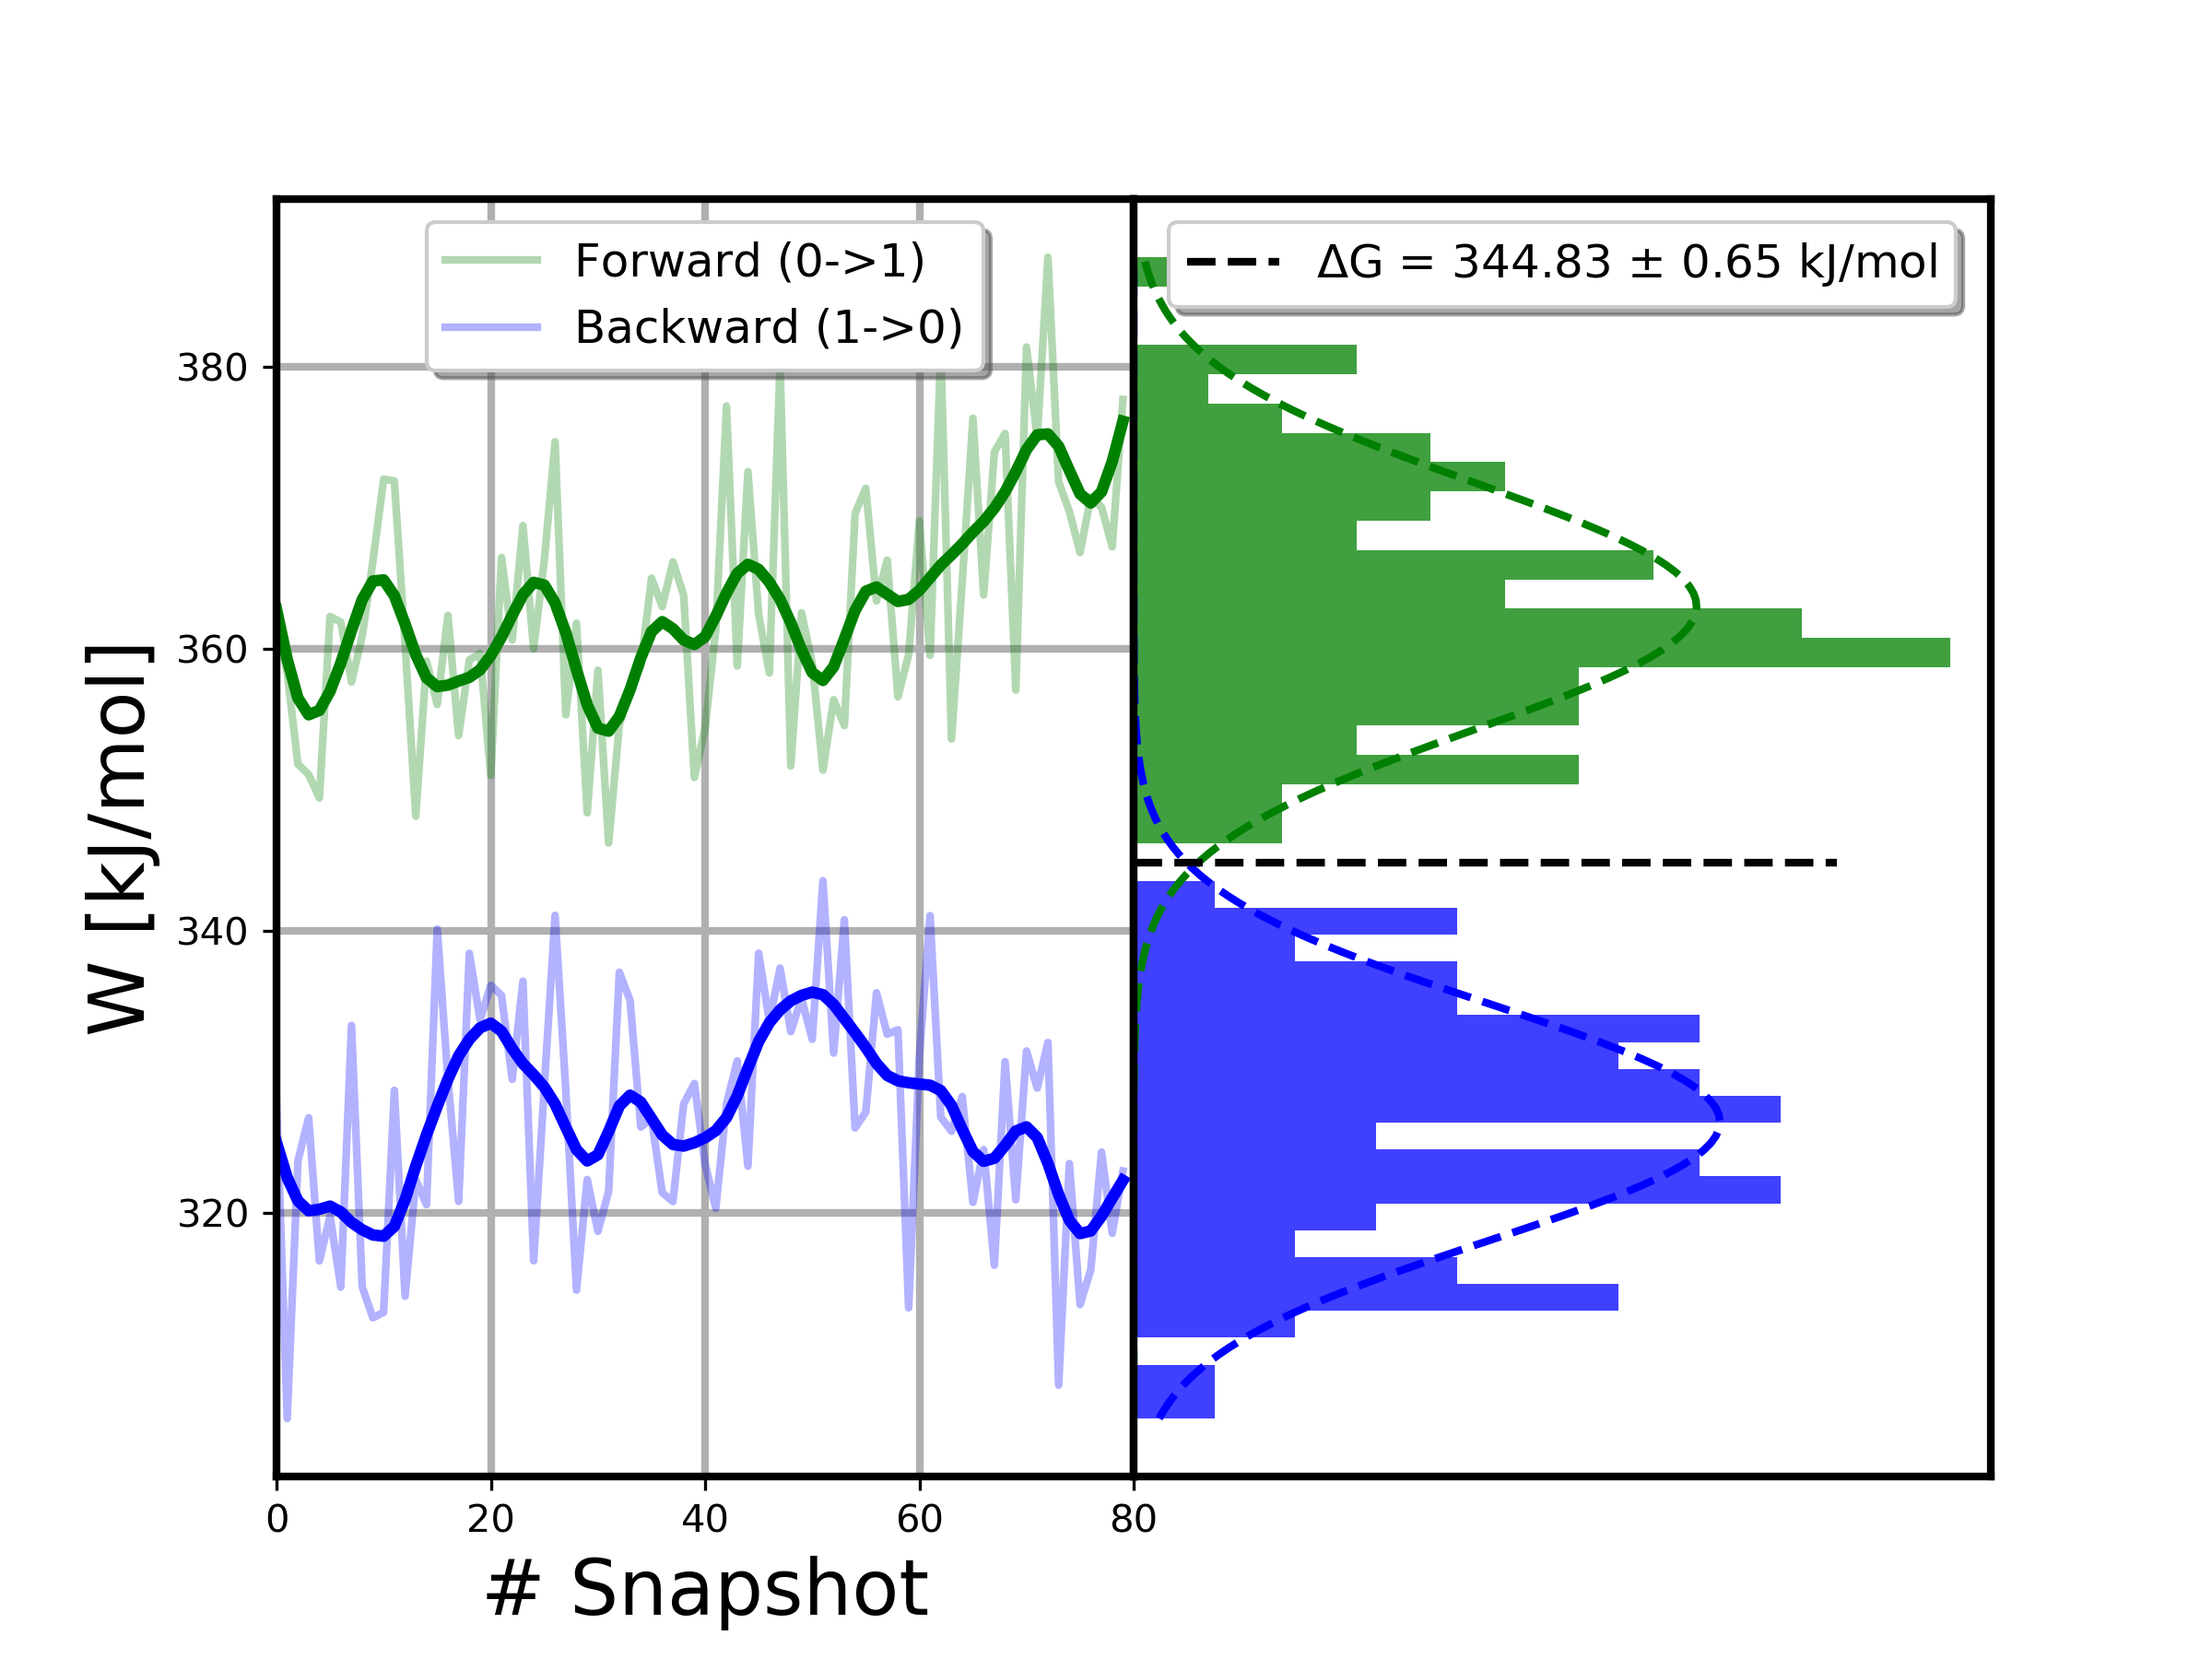 Forward (0->1)
Backward (1->0)
ΔG = 344.83 ± 0.65 kJ/mol
W [kJ/mol]
380
360
340
320
0 20 40 60 80
# Snapshot